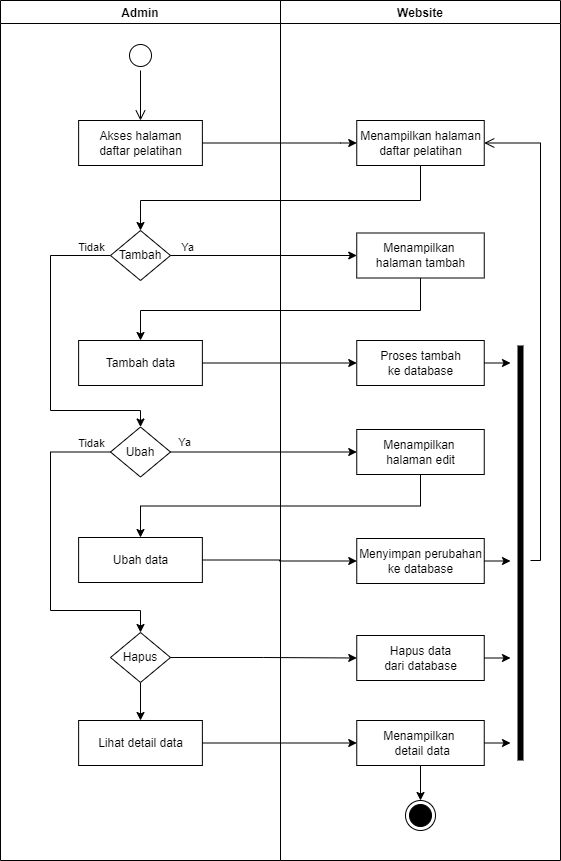 Admin
Website
Akses halaman
daftar pelatihan
Menampilkan halaman
daftar pelatihan
Tidak
Tambah
Ya
Menampilkan
halaman tambah
Tambah data
Proses tambah
ke database
Tidak
Ubah
Ya
Menampilkan
halaman edit
Ubah data
Menyimpan perubahan
ke database
Hapus
Hapus data
dari database
Lihat detail data
Menampilkan
detail data